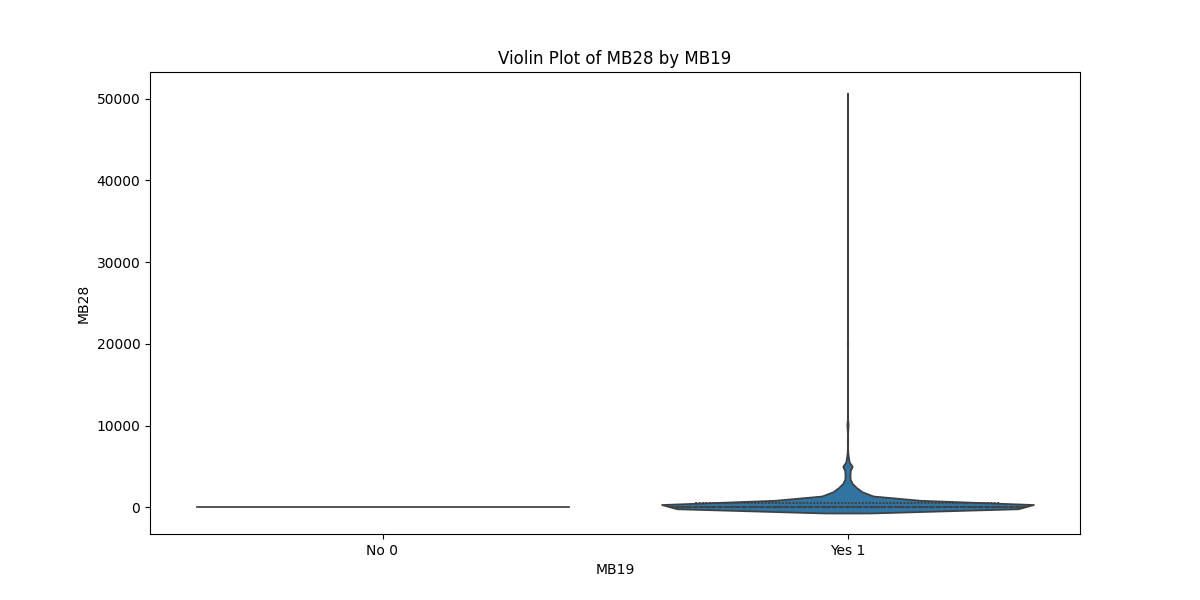 Violin Plot of MB28 by MB19
50000
40000
30000
20000
10000
0
MB28
No 0
Yes 1
MB19